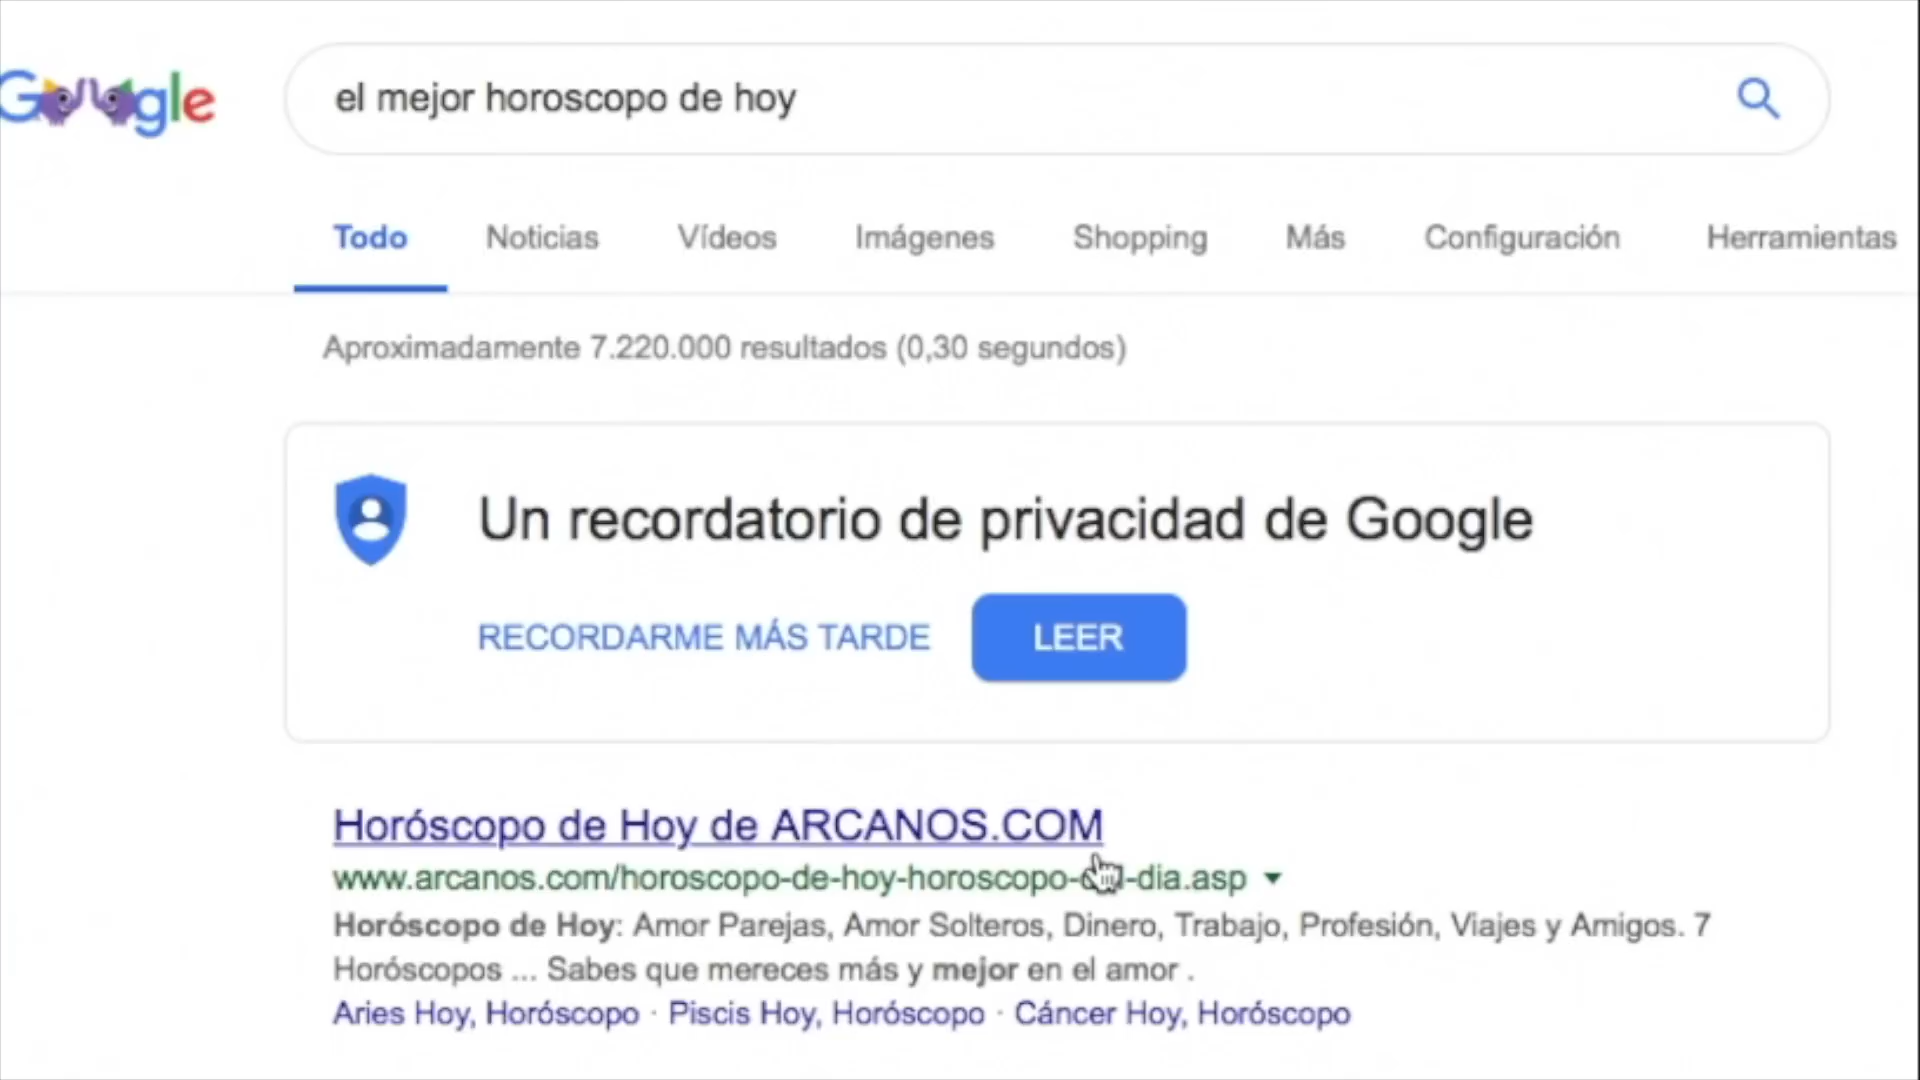 Google
el mejor horoscopo de hoy
Todo Noticias Vídeos Imágenes Shopping Más Configuración Herramientas
Aproximadamente 7.220.000 resultados (0,30 segundos)
Un recordatorio de privacidad de Google
RECORDARME MÁS TARDE LEER
Horóscopo de Hoy de ARCANOS.COM
www.arcanos.com/horoscopo-de-hoy-horoscopo-del-dia.asp
Horóscopo de Hoy: Amor Parejas, Amor Solteros, Dinero, Trabajo, Profesión, Viajes y Amigos. 7
Horóscopos ... Sabes que mereces más y mejor en el amor .
Aries Hoy, Horóscopo · Piscis Hoy, Horóscopo · Cáncer Hoy, Horóscopo